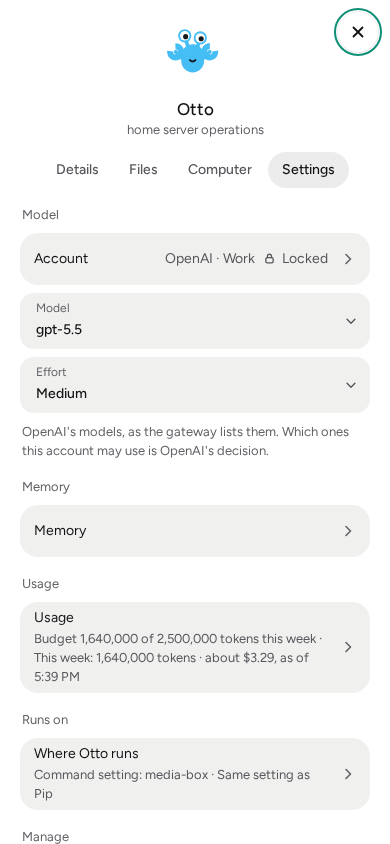 Otto
home server operations
Details Files Computer Settings
Model
Account OpenAI · Work Locked
Model
gpt-5.5
Effort
Medium
OpenAI's models, as the gateway lists them. Which ones
this account may use is OpenAI's decision.
Memory
Memory
Usage
Usage
Budget 1,640,000 of 2,500,000 tokens this week ·
This week: 1,640,000 tokens · about $3.29, as of
5:39 PM
Runs on
Where Otto runs
Command setting: media-box · Same setting as
Pip
Manage